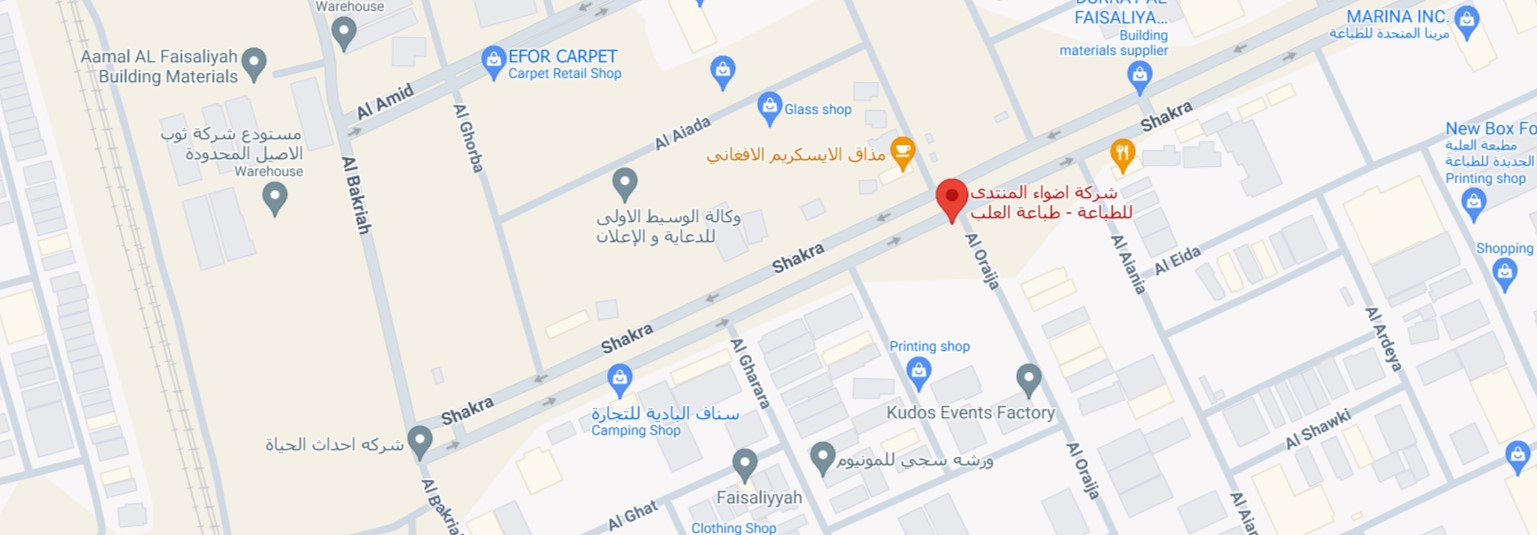 Warehouse
Aamal AL Faisaliyah
Building Materials
EFOR CARPET
Carpet Retail Shop
FAISALIYA...
Building
materials supplier
MARINA INC.
مرينا المتحدة للطباعة
Al Amid
Al Ghorba
Glass shop
Shakra
Al Aiada
مستودع شركة ثوب
الاصيل المحدودة
Warehouse
Al Bakriah
مذاق الايسكريم الافغاني
New Box Fo
مطبعة العلبة
الجديدة للطباعة
Printing shop
شركة اضواء المنتدى
للطباعة - طباعة العلب
وكالة الوسيط الاولى
للدعاية و الإعلان
Shakra
Al Oraija
Al Aiania
Al Eida
Shopping
Shakra
Al Gharara
Printing shop
Al Ardeya
Shakra
سناف البادية للتجارة
Camping Shop
Kudos Events Factory
Al Shawki
شركه احداث الحياة
ورشه سجي للمونيوم
Al Oraija
Al Bakria
Faisaliyyah
Al Ghat
Clothing Shop
Al Aian